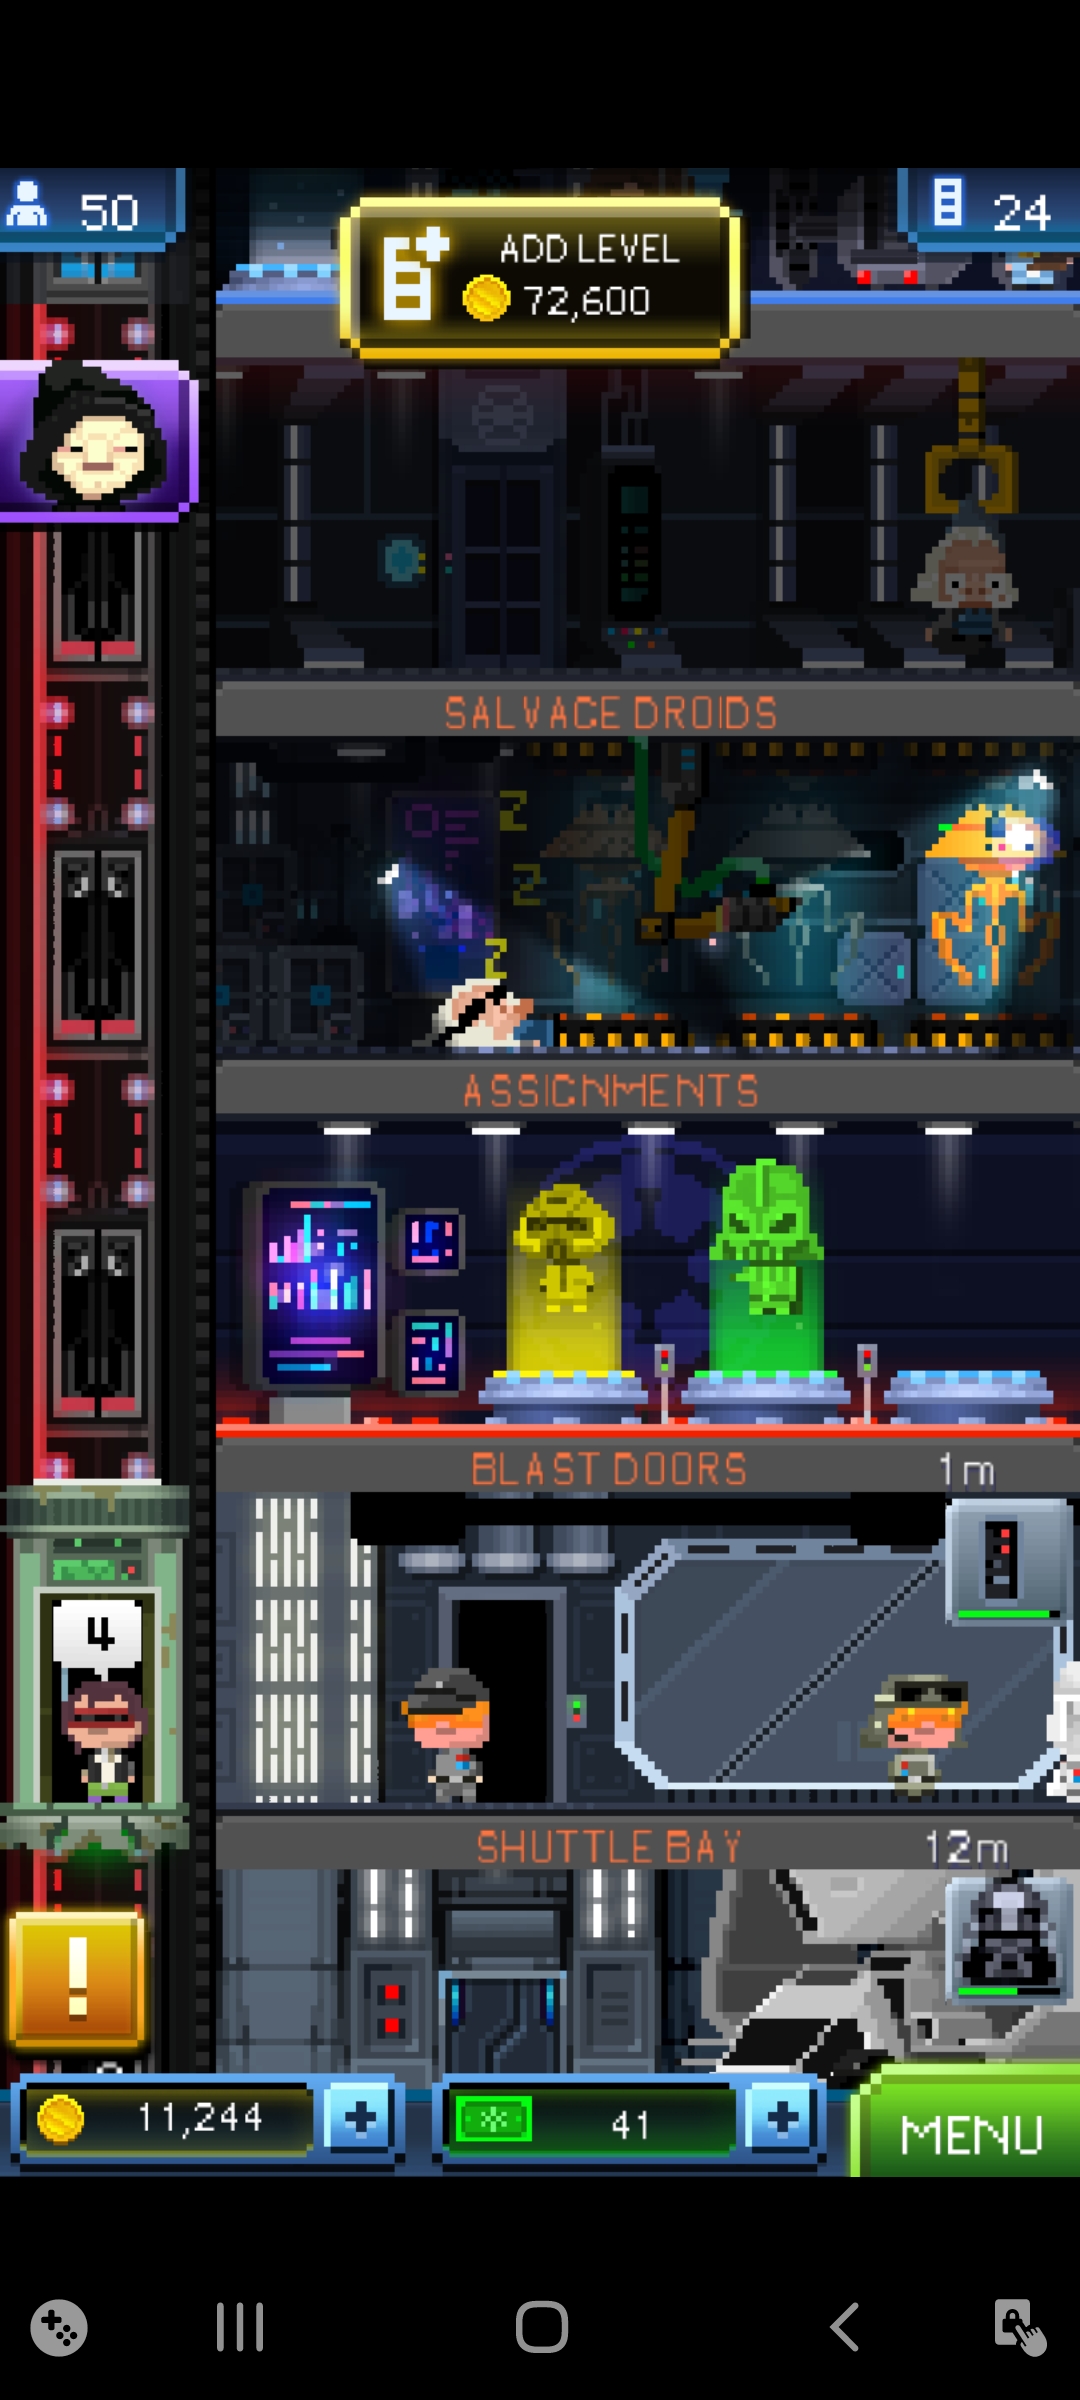 50
24
ADD LEVEL
72,600
SALVAGE DROIDS
Z
Z
Z
ASSIGNMENTS
BLAST DOORS 1m
4
SHUTTLE BAY 12m
!
11,244
41
MENU